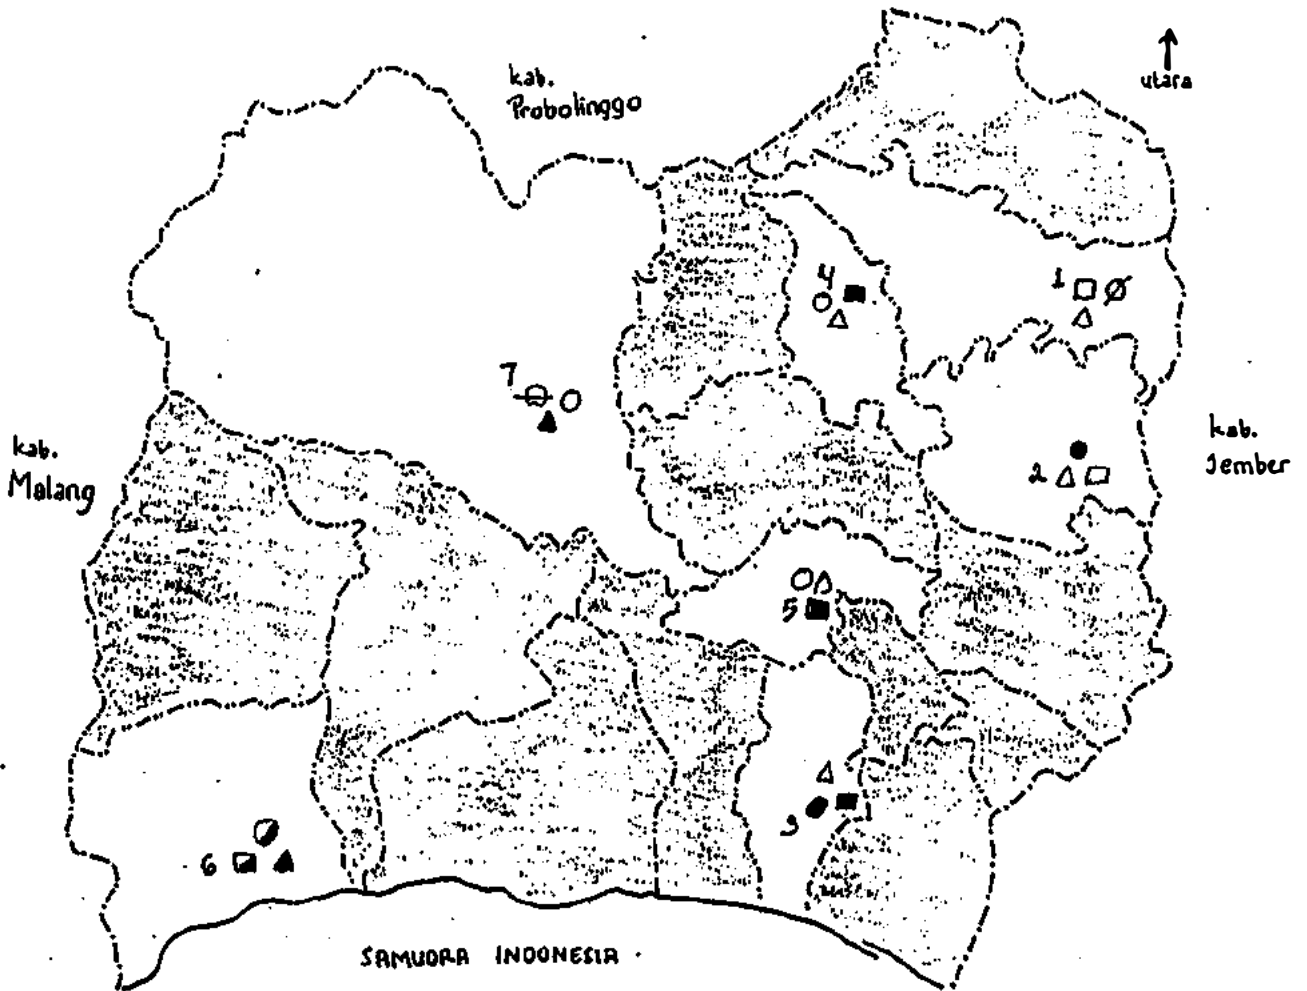 kab.
Probolinggo
utara
1
4
7
kab.
Malang
kab.
Jember
2
5
3
6
SAMUDRA INDONESIA